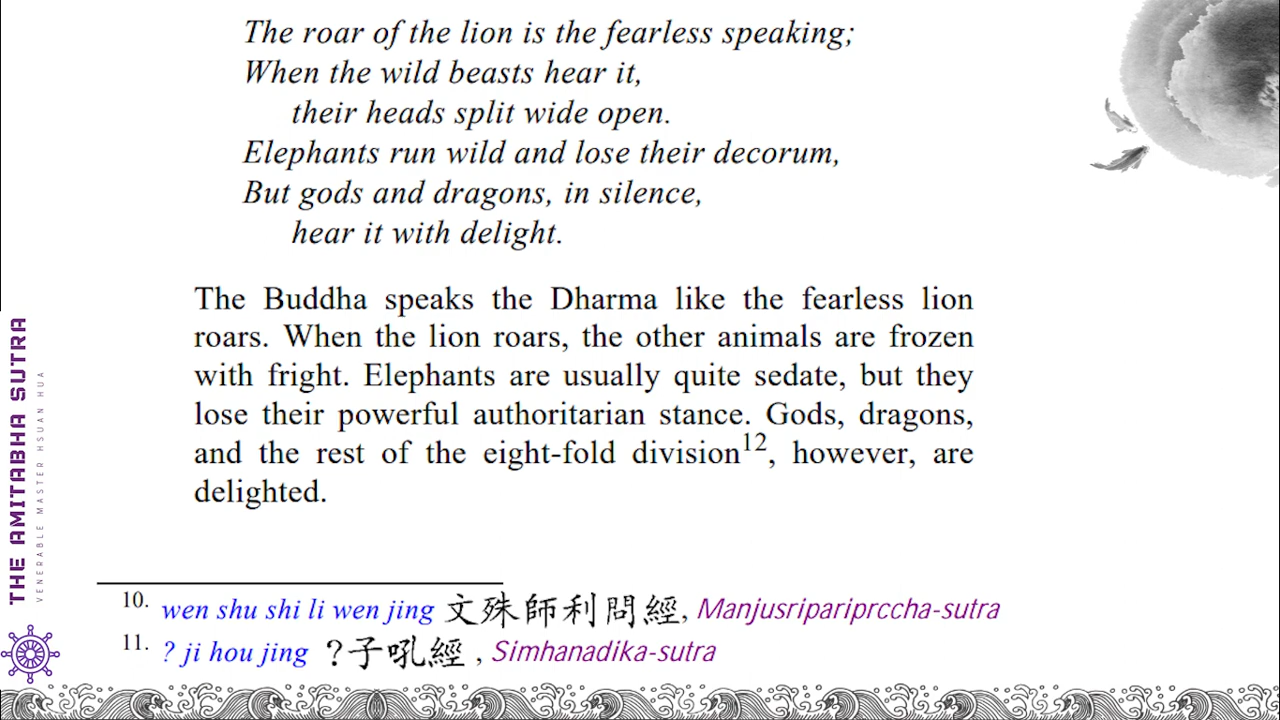 The roar of the lion is the fearless speaking;
When the wild beasts hear it,
their heads split wide open.
Elephants run wild and lose their decorum,
But gods and dragons, in silence,
hear it with delight.
The Buddha speaks the Dharma like the fearless lion
roars. When the lion roars, the other animals are frozen
with fright. Elephants are usually quite sedate, but they
lose their powerful authoritarian stance. Gods, dragons,
and the rest of the eight-fold division12, however, are
delighted.
10. wen shu shi li wen jing 文殊師利問經, Manjusripariprccha-sutra
11. ? ji hou jing ?子吼經 , Simhanadika-sutra
THE AMITABHA SUTRA
VENERABLE MASTER HSUAN HUA